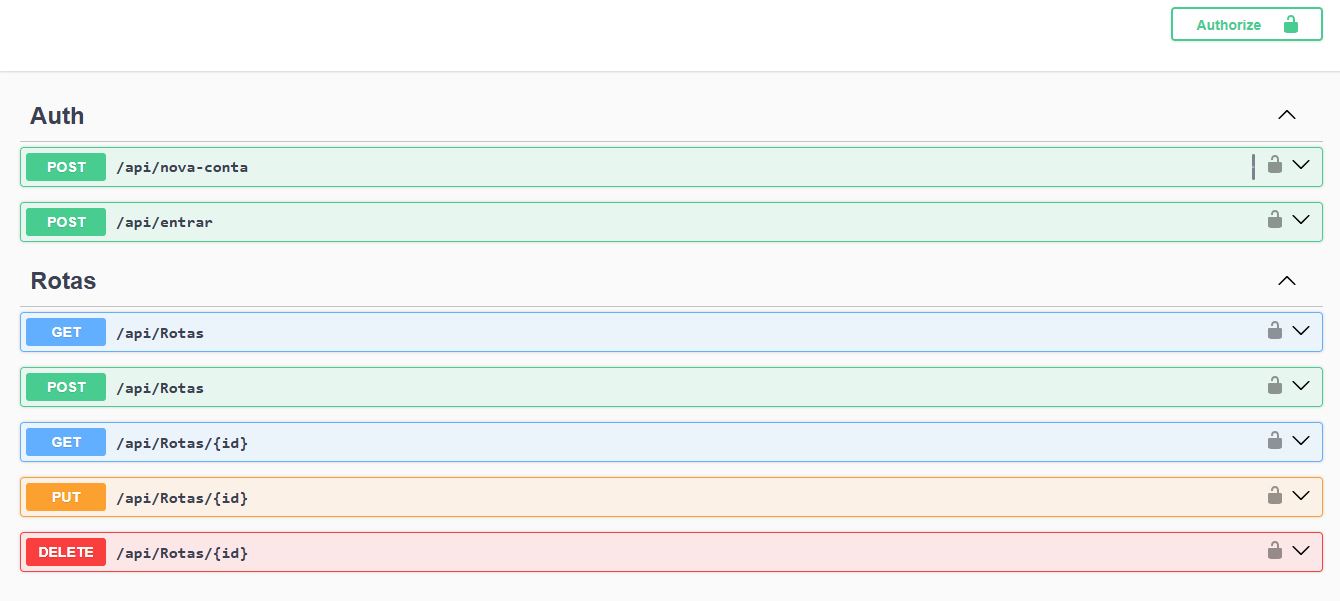 Authorize
Auth
POST /api/nova-conta
POST /api/entrar
Rotas
GET /api/Rotas
POST /api/Rotas
GET /api/Rotas/{id}
PUT /api/Rotas/{id}
DELETE /api/Rotas/{id}